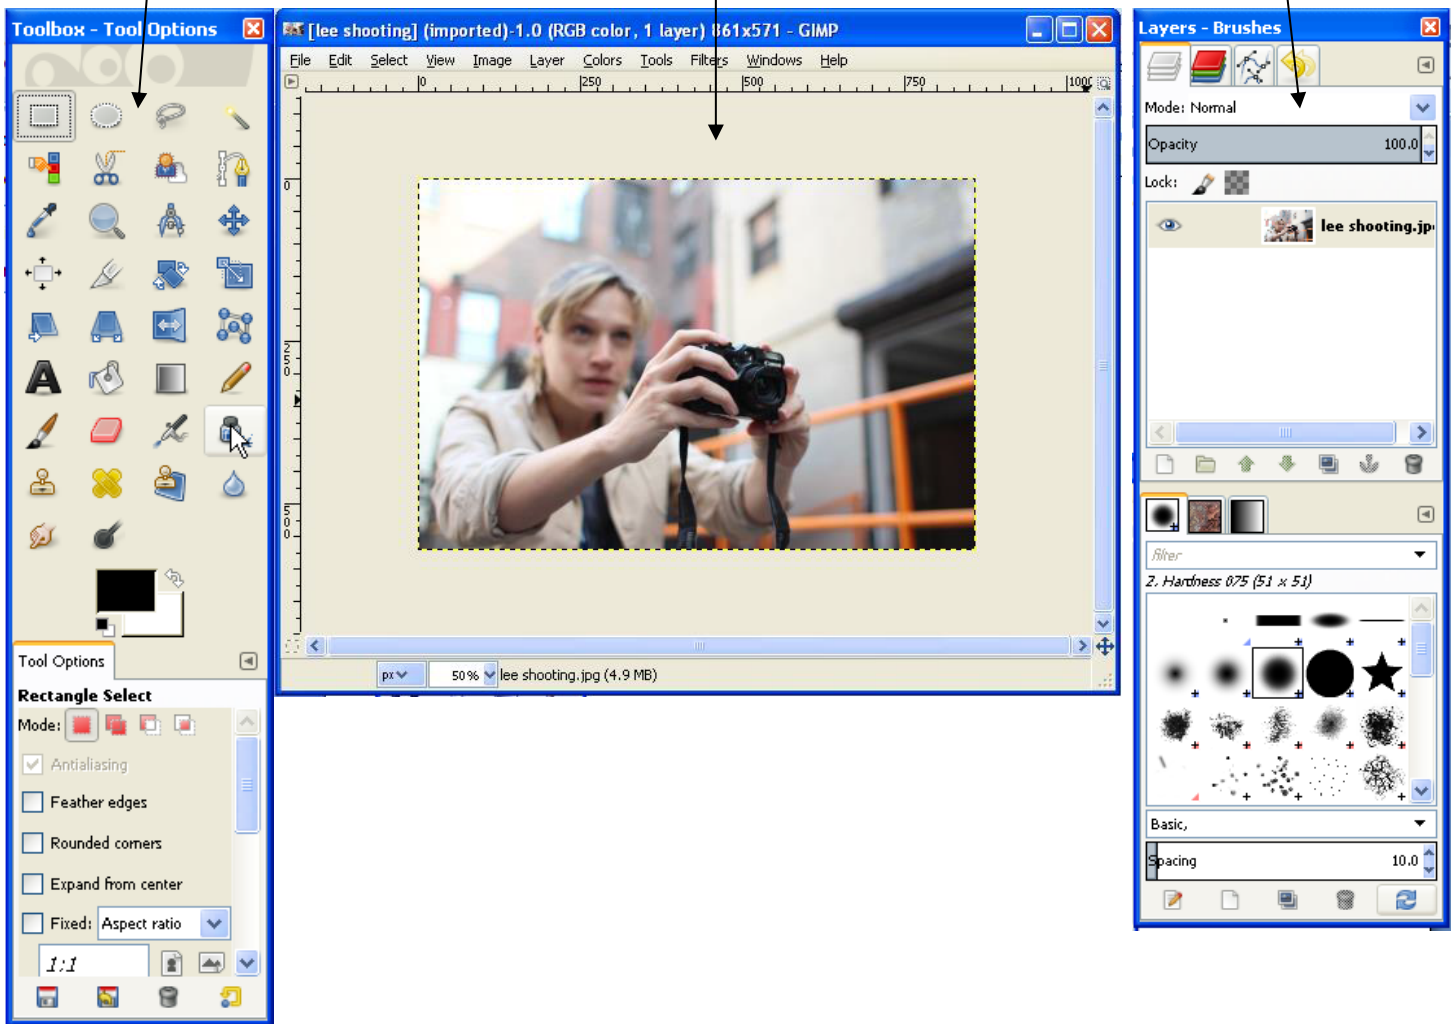 Toolbox - Tool Options
Tool Options
Rectangle Select
Mode:
Antialiasing
Feather edges
Rounded corners
Expand from center
Fixed: Aspect ratio
1:1
[lee shooting] (imported)-1.0 (RGB color, 1 layer) 861x571 - GIMP
File Edit Select View Image Layer Colors Tools Filters Windows Help
0 250 500 750 1000
0
250
500
px 50% lee shooting.jpg (4.9 MB)
Layers - Brushes
Mode: Normal
Opacity 100.0
Lock:
lee shooting.jp
filter
2. Hardness 075 (51 x 51)
Basic,
Spacing 10.0